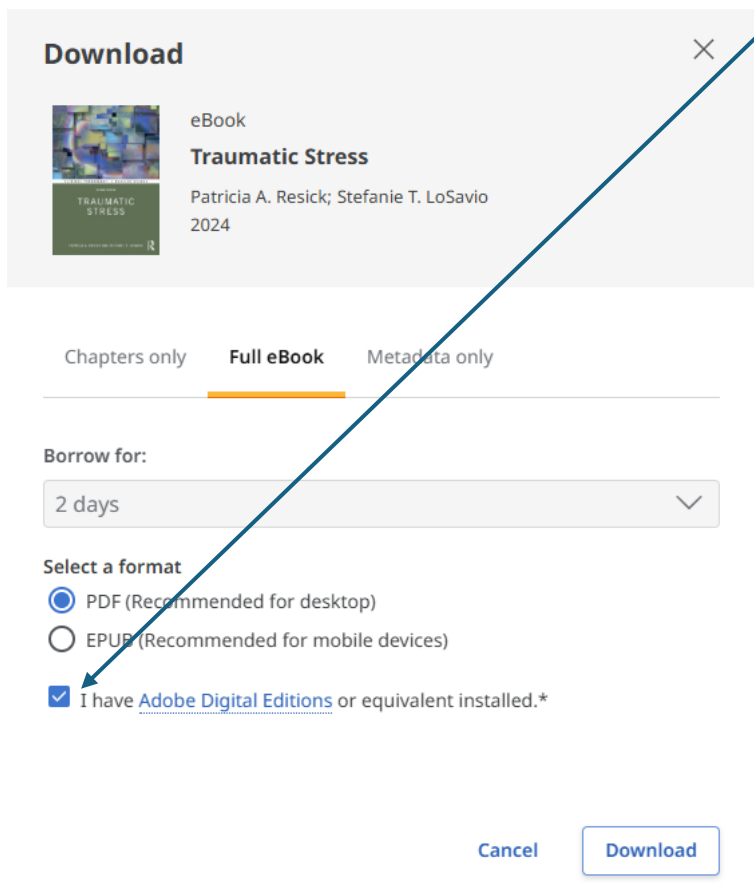 Download
eBook
Traumatic Stress
Patricia A. Resick; Stefanie T. LoSavio
2024
TRAUMATIC
STRESS
Chapters only Full eBook Metadata only
Borrow for:
2 days
Select a format
PDF (Recommended for desktop)
EPUB (Recommended for mobile devices)
I have Adobe Digital Editions or equivalent installed.*
Cancel Download